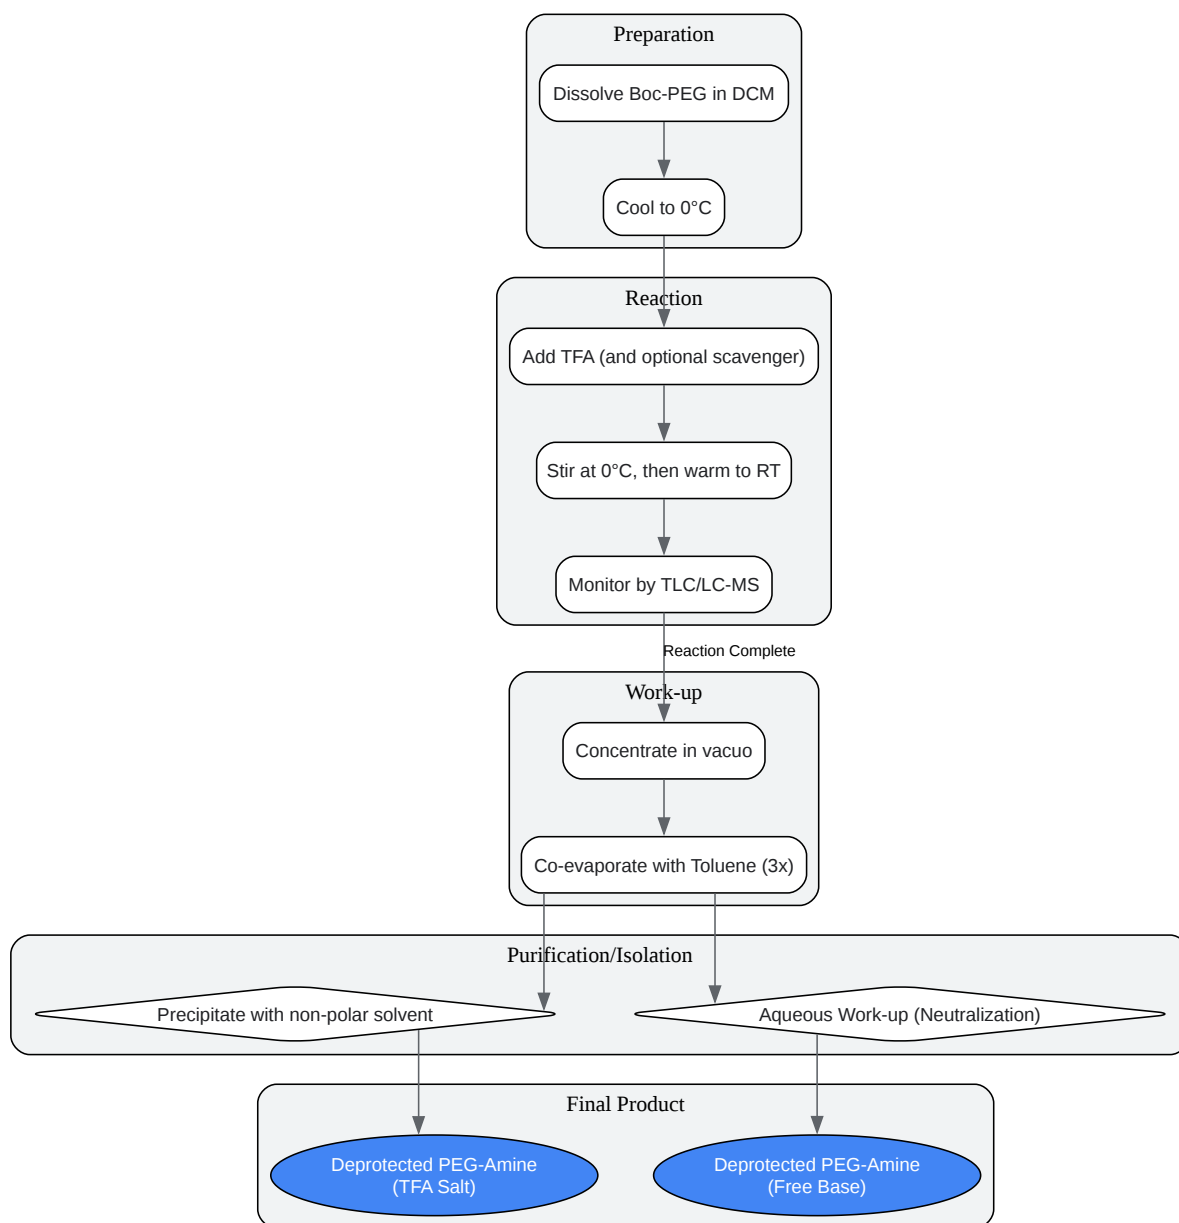 Preparation
Dissolve Boc-PEG in DCM
Cool to 0°C
Reaction
Add TFA (and optional scavenger)
Stir at 0°C, then warm to RT
Monitor by TLC/LC-MS
Reaction Complete
Work-up
Concentrate in vacuo
Co-evaporate with Toluene (3x)
Purification/Isolation
Precipitate with non-polar solvent
Aqueous Work-up (Neutralization)
Final Product
Deprotected PEG-Amine
(TFA Salt)
Deprotected PEG-Amine
(Free Base)